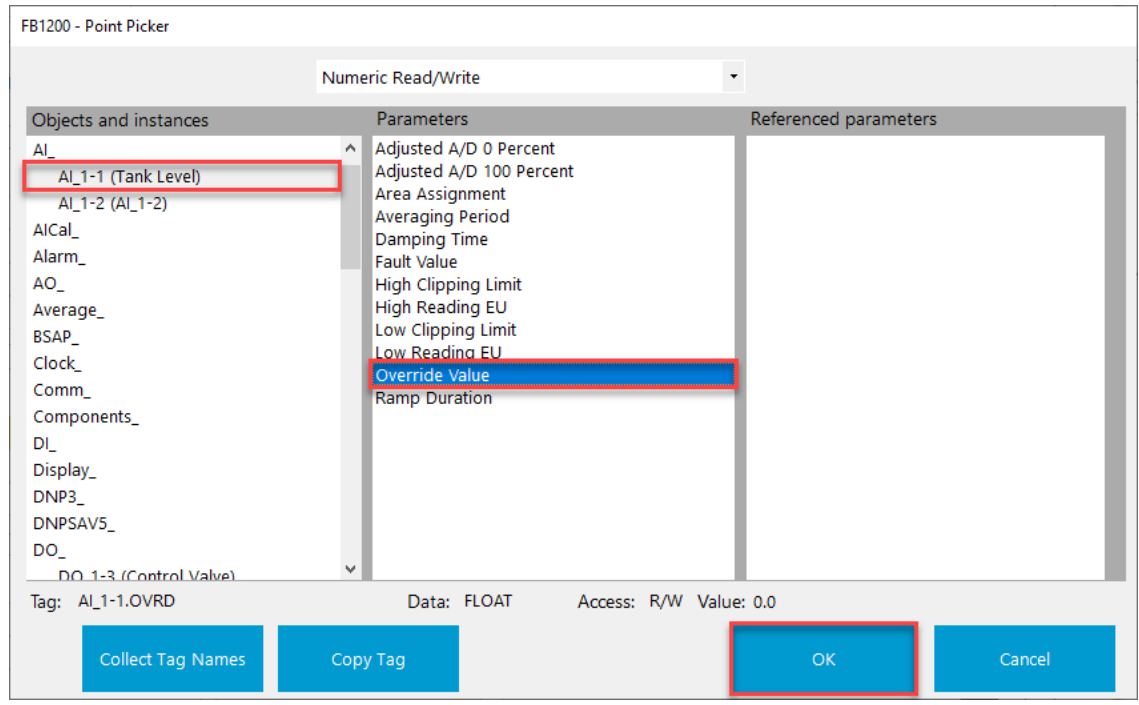 FB1200 - Point Picker
Numeric Read/Write
Objects and instances
AI_
AI_1-1 (Tank Level)
AI_1-2 (AI_1-2)
AICal_
Alarm_
AO_
Average_
BSAP_
Clock_
Comm_
Components_
DI_
Display_
DNP3_
DNPSAV5_
DO_
DO_1-3 (Control Valve)
Parameters
Adjusted A/D 0 Percent
Adjusted A/D 100 Percent
Area Assignment
Averaging Period
Damping Time
Fault Value
High Clipping Limit
High Reading EU
Low Clipping Limit
Low Reading EU
Override Value
Ramp Duration
Referenced parameters
Tag: AI_1-1.OVRD Data: FLOAT Access: R/W Value: 0.0
Collect Tag Names Copy Tag OK Cancel